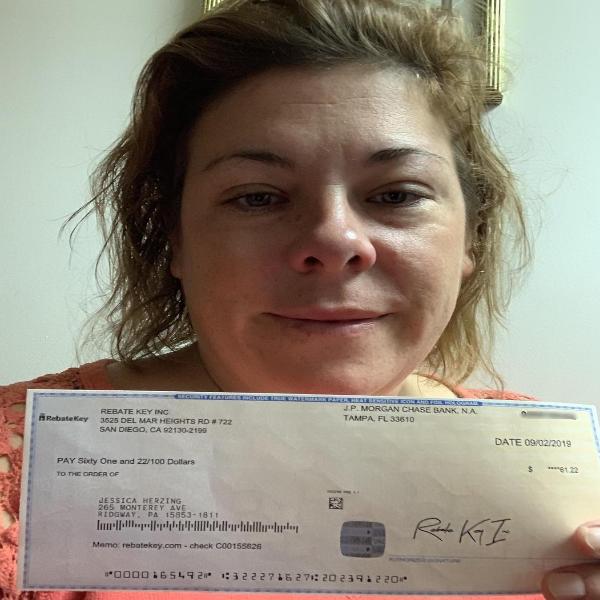 SECURITY FEATURES INCLUDE TRUE WATERMARK PAPER, HEAT SENSITIVE ICON AND FOIL HOLOGRAM
RebateKey
REBATE KEY INC
3525 DEL MAR HEIGHTS RD # 722
SAN DIEGO, CA 92130-2199
J.P. MORGAN CHASE BANK, N.A.
TAMPA, FL 33610
DATE 09/02/2019
PAY Sixty One and 22/100 Dollars
$ ****61.22
TO THE ORDER OF
JESSICA HERZING
265 MONTEREY AVE
RIDGWAY, PA 15853-1811
Memo: rebatekey.com - check C00155626
Rebate Key Inc
AUTHORIZED SIGNATURE